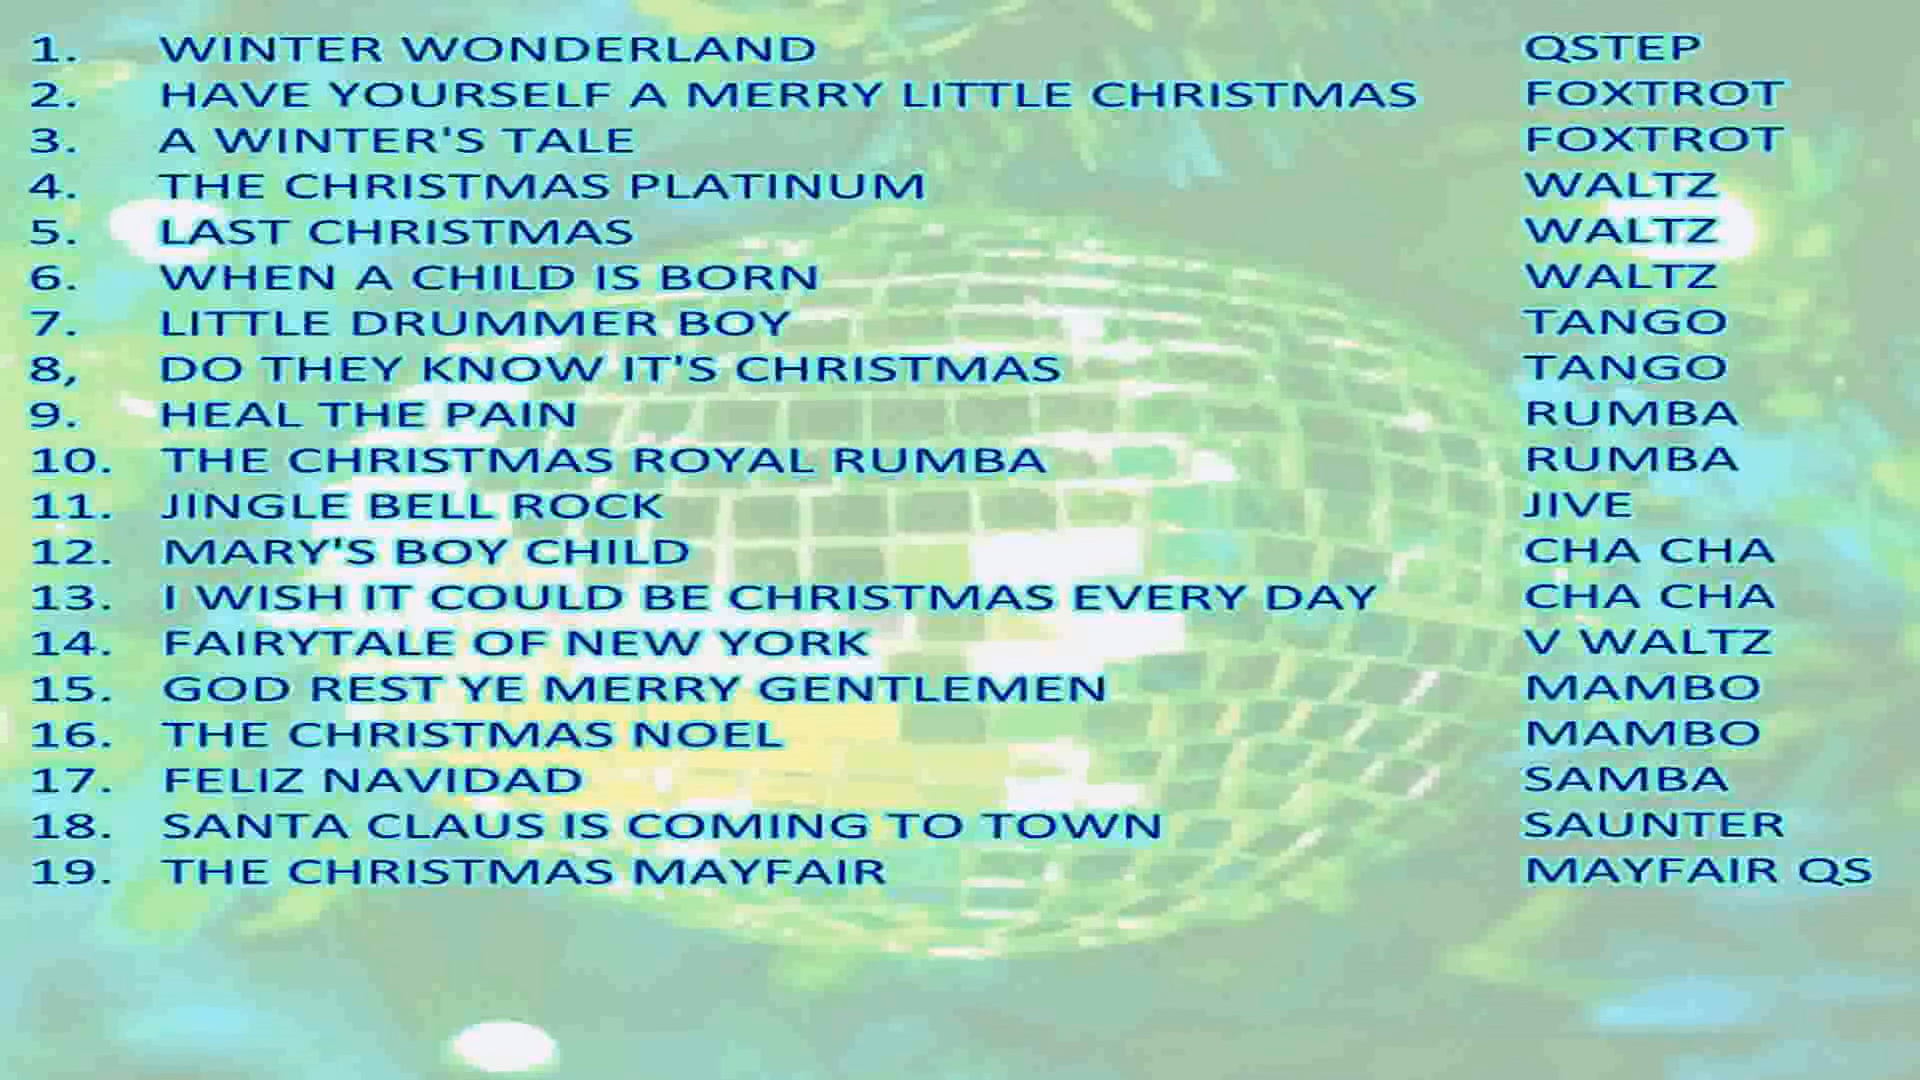 1. WINTER WONDERLAND QSTEP
2. HAVE YOURSELF A MERRY LITTLE CHRISTMAS FOXTROT
3. A WINTER'S TALE FOXTROT
4. THE CHRISTMAS PLATINUM WALTZ
5. LAST CHRISTMAS WALTZ
6. WHEN A CHILD IS BORN WALTZ
7. LITTLE DRUMMER BOY TANGO
8, DO THEY KNOW IT'S CHRISTMAS TANGO
9. HEAL THE PAIN RUMBA
10. THE CHRISTMAS ROYAL RUMBA RUMBA
11. JINGLE BELL ROCK JIVE
12. MARY'S BOY CHILD CHA CHA
13. I WISH IT COULD BE CHRISTMAS EVERY DAY CHA CHA
14. FAIRYTALE OF NEW YORK V WALTZ
15. GOD REST YE MERRY GENTLEMEN MAMBO
16. THE CHRISTMAS NOEL MAMBO
17. FELIZ NAVIDAD SAMBA
18. SANTA CLAUS IS COMING TO TOWN SAUNTER
19. THE CHRISTMAS MAYFAIR MAYFAIR QS